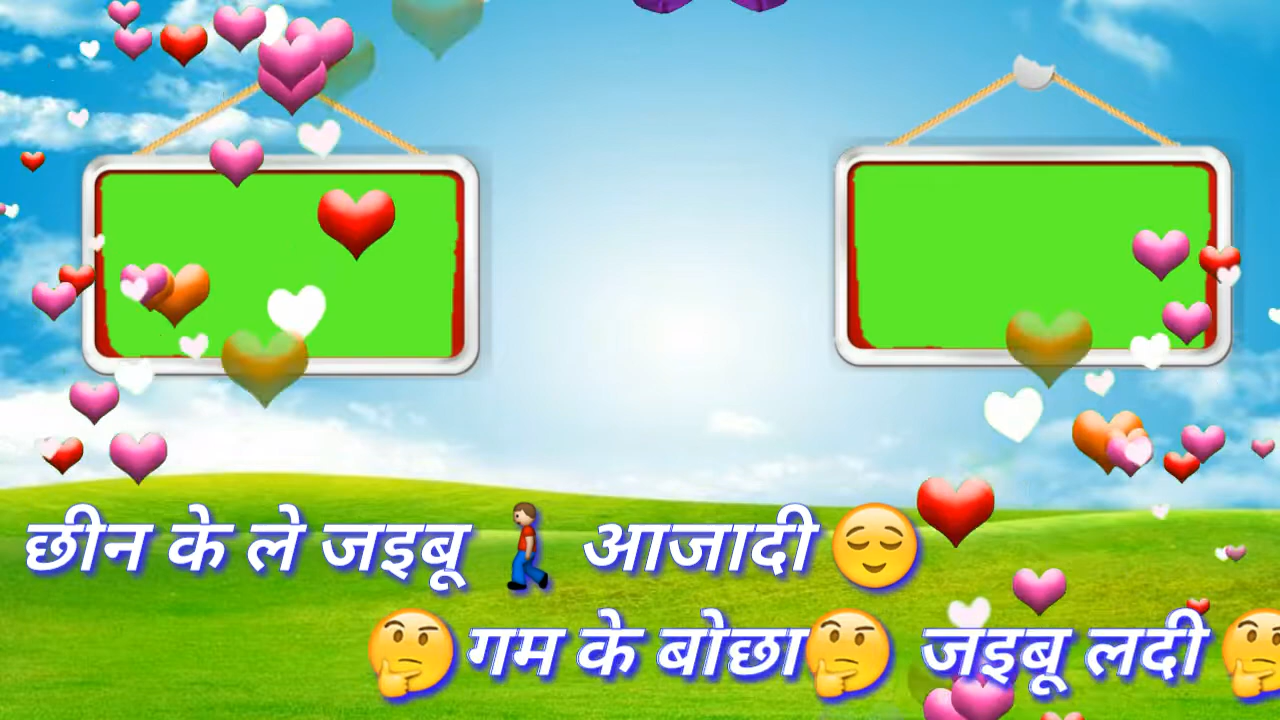 छीन के ले जइबू 🚶 आजादी 😌
🤔 गम के बोछा 🤔 जइबू लदी 🤔